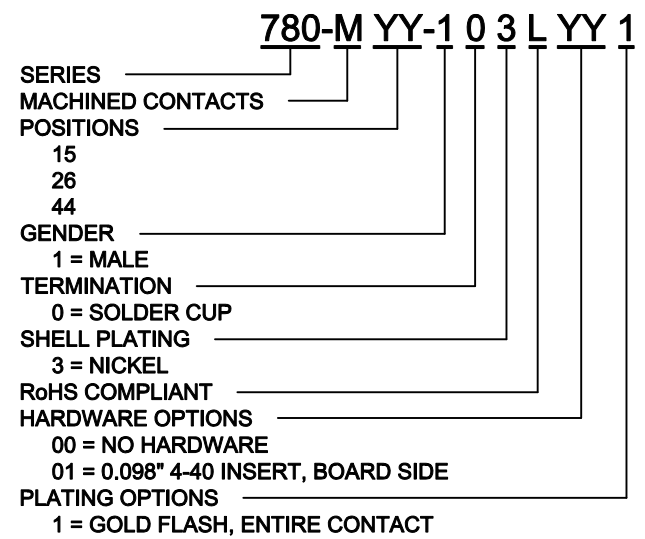 780-M YY-1 0 3 L YY 1
SERIES
MACHINED CONTACTS
POSITIONS
15
26
44
GENDER
1 = MALE
TERMINATION
0 = SOLDER CUP
SHELL PLATING
3 = NICKEL
RoHS COMPLIANT
HARDWARE OPTIONS
00 = NO HARDWARE
01 = 0.098" 4-40 INSERT, BOARD SIDE
PLATING OPTIONS
1 = GOLD FLASH, ENTIRE CONTACT